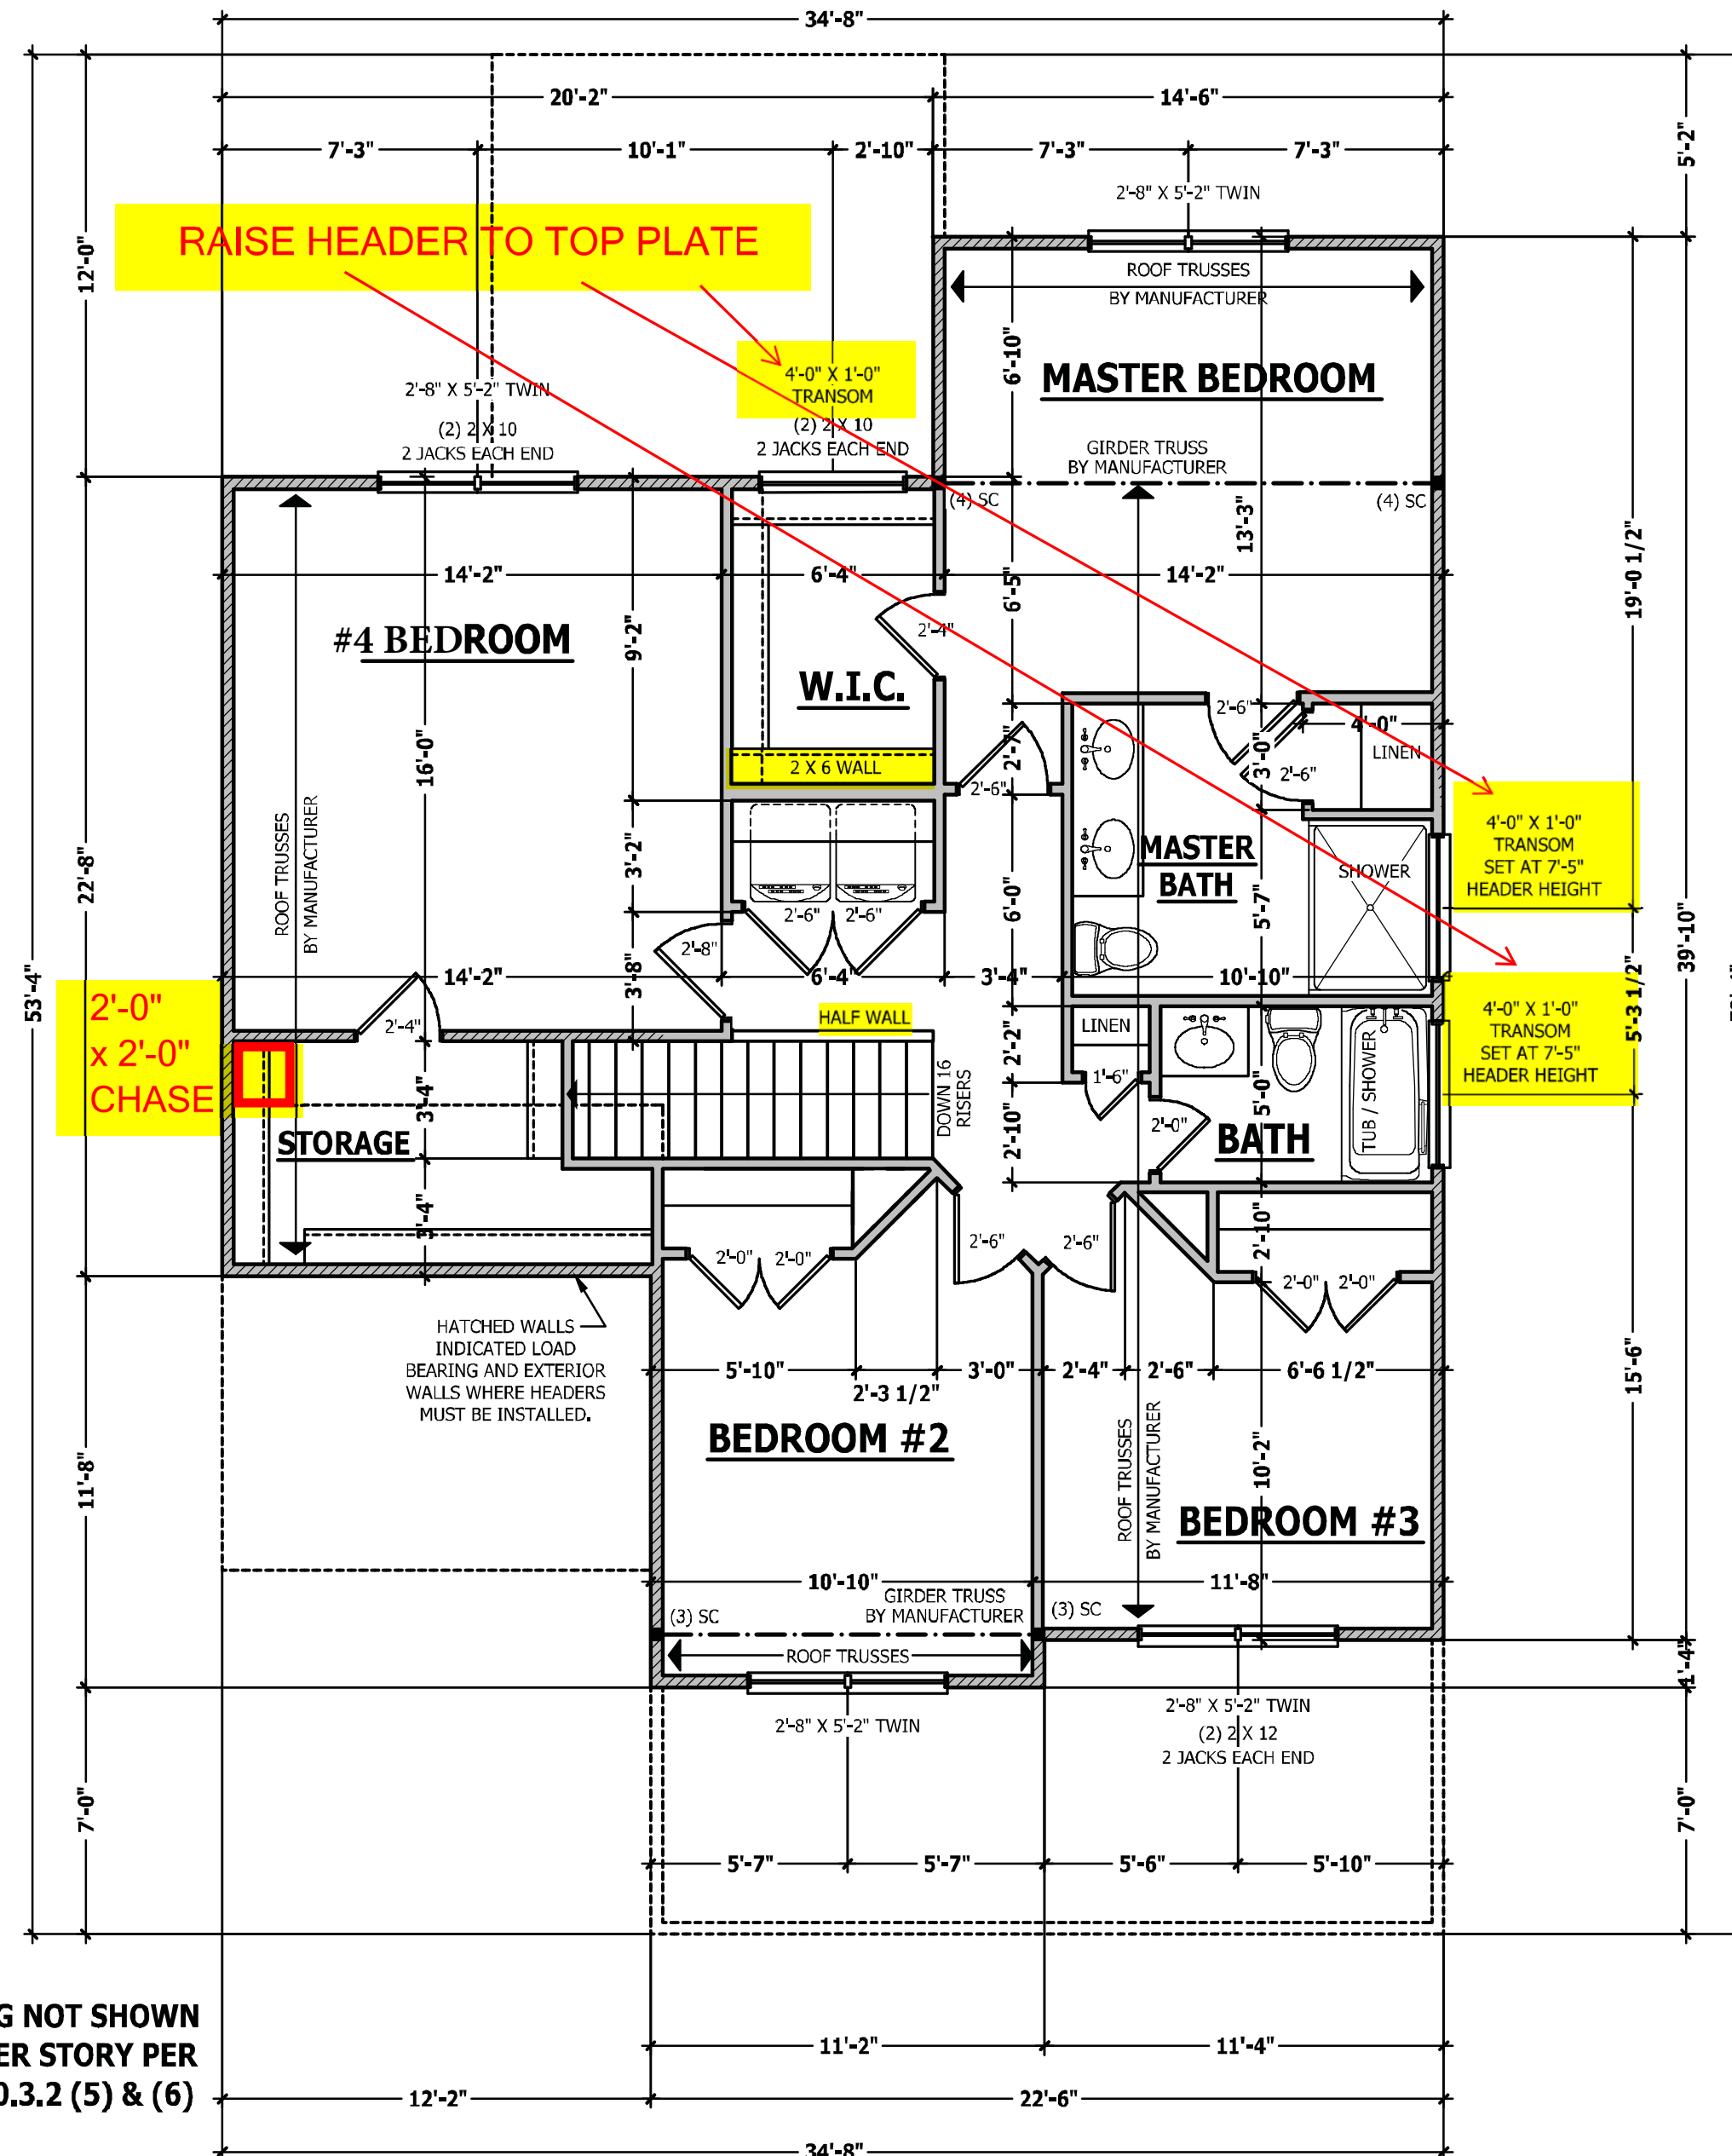 34'-8"
20'-2"
14'-6"
7'-3"
10'-1"
2'-10"
7'-3"
7'-3"
5'-2"
2'-8" X 5'-2" TWIN
RAISE HEADER TO TOP PLATE
12'-0"
ROOF TRUSSES
BY MANUFACTURER
6'-10"
MASTER BEDROOM
4'-0" X 1'-0"
TRANSOM
(2) 2 X 10
2 JACKS EACH END
2'-8" X 5'-2" TWIN
(2) 2 X 10
2 JACKS EACH END
GIRDER TRUSS
BY MANUFACTURER
(4) SC
(4) SC
13'-3"
19'-0 1/2"
14'-2"
6'-4"
6'-5"
14'-2"
#4 BEDROOM
9'-2"
2'-4"
W.I.C.
2'-6"
4'-0"
LINEN
2'-7"
3'-0"
2'-6"
16'-0"
2 X 6 WALL
2'-6"
ROOF TRUSSES
BY MANUFACTURER
22'-8"
3'-2"
MASTER
BATH
SHOWER
4'-0" X 1'-0"
TRANSOM
SET AT 7'-5"
HEADER HEIGHT
6'-0"
5'-7"
2'-6"
2'-6"
2'-8"
39'-10"
53'-4"
14'-2"
3'-8"
6'-4"
3'-4"
10'-10"
5'-3 1/2"
2'-0"
x 2'-0"
CHASE
2'-4"
HALF WALL
LINEN
4'-0" X 1'-0"
TRANSOM
SET AT 7'-5"
HEADER HEIGHT
2'-2"
1'-6"
3'-4"
DOWN 16
RISERS
5'-0"
TUB / SHOWER
2'-0"
STORAGE
2'-10"
BATH
3'-4"
2'-10"
2'-0"
2'-0"
2'-6"
2'-6"
2'-0"
2'-0"
HATCHED WALLS
INDICATED LOAD
BEARING AND EXTERIOR
WALLS WHERE HEADERS
MUST BE INSTALLED.
5'-10"
2'-3 1/2"
3'-0"
2'-4"
2'-6"
6'-6 1/2"
15'-6"
BEDROOM #2
ROOF TRUSSES
BY MANUFACTURER
10'-2"
11'-8"
BEDROOM #3
10'-10"
11'-8"
GIRDER TRUSS
BY MANUFACTURER
(3) SC
(3) SC
ROOF TRUSSES
1'-4"
2'-8" X 5'-2" TWIN
2'-8" X 5'-2" TWIN
(2) 2 X 12
2 JACKS EACH END
7'-0"
7'-0"
5'-7"
5'-7"
5'-6"
5'-10"
G NOT SHOWN
ER STORY PER
0.3.2 (5) & (6)
11'-2"
11'-4"
12'-2"
22'-6"
34'-8"